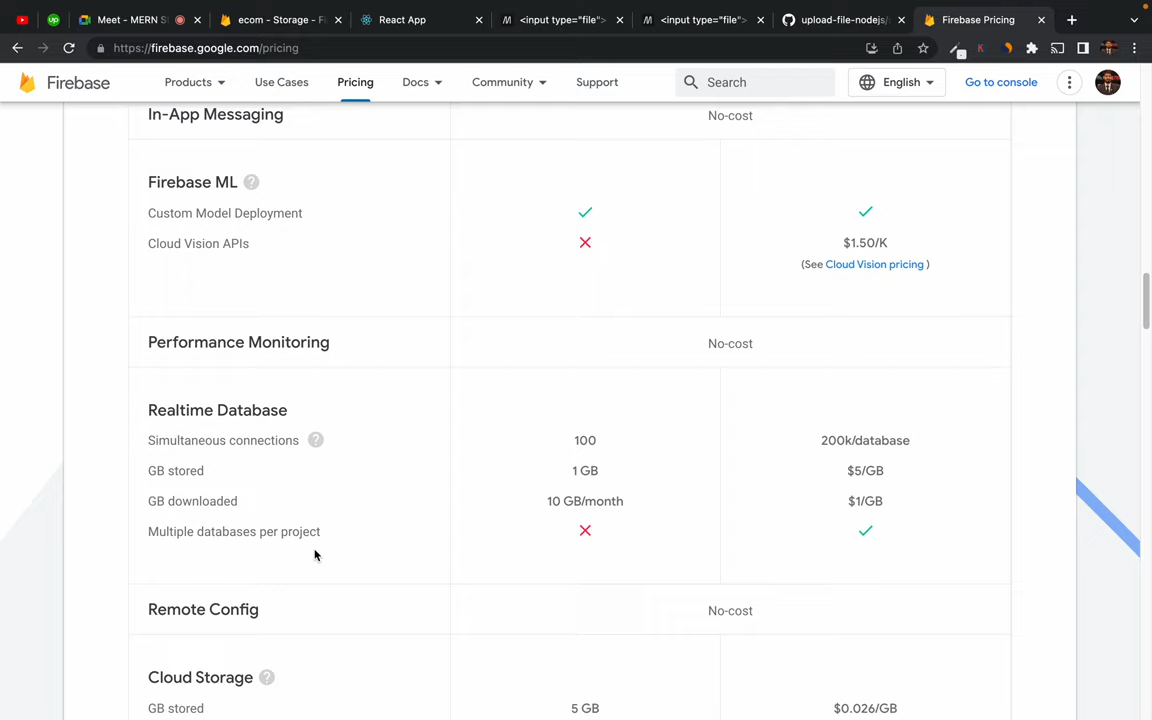 Meet - MERN S
ecom - Storage - Fi
React App
<input type="file">
<input type="file">
upload-file-nodejs/
Firebase Pricing
https://firebase.google.com/pricing
Firebase
Products
Use Cases
Pricing
Docs
Community
Support
Search
English
Go to console
In-App Messaging
No-cost
Firebase ML
Custom Model Deployment
Cloud Vision APIs
$1.50/K
(See Cloud Vision pricing )
Performance Monitoring
No-cost
Realtime Database
Simultaneous connections
100
200k/database
GB stored
1 GB
$5/GB
GB downloaded
10 GB/month
$1/GB
Multiple databases per project
Remote Config
No-cost
Cloud Storage
GB stored
5 GB
$0.026/GB